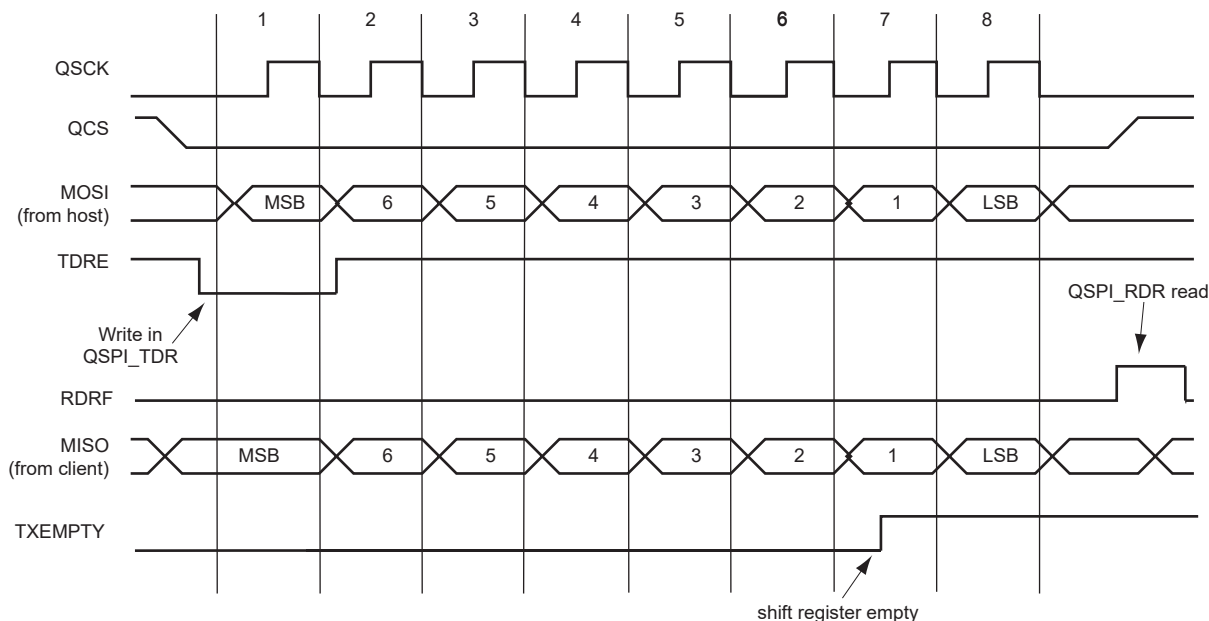 1 2 3 4 5 6 7 8
QSCK
QCS
MOSI
(from host)
MSB 6 5 4 3 2 1 LSB
TDRE
QSPI_RDR read
Write in
QSPI_TDR
RDRF
MISO
(from client)
MSB 6 5 4 3 2 1 LSB
TXEMPTY
shift register empty